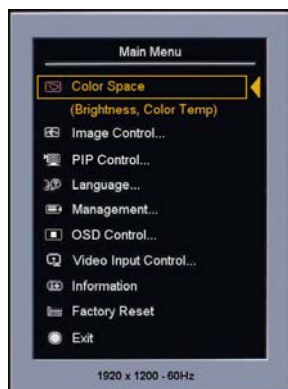 Main Menu
Color Space
(Brightness, Color Temp)
Image Control...
PIP Control...
Language...
Management...
OSD Control...
Video Input Control...
Information
Factory Reset
Exit
1920 x 1200 - 60Hz